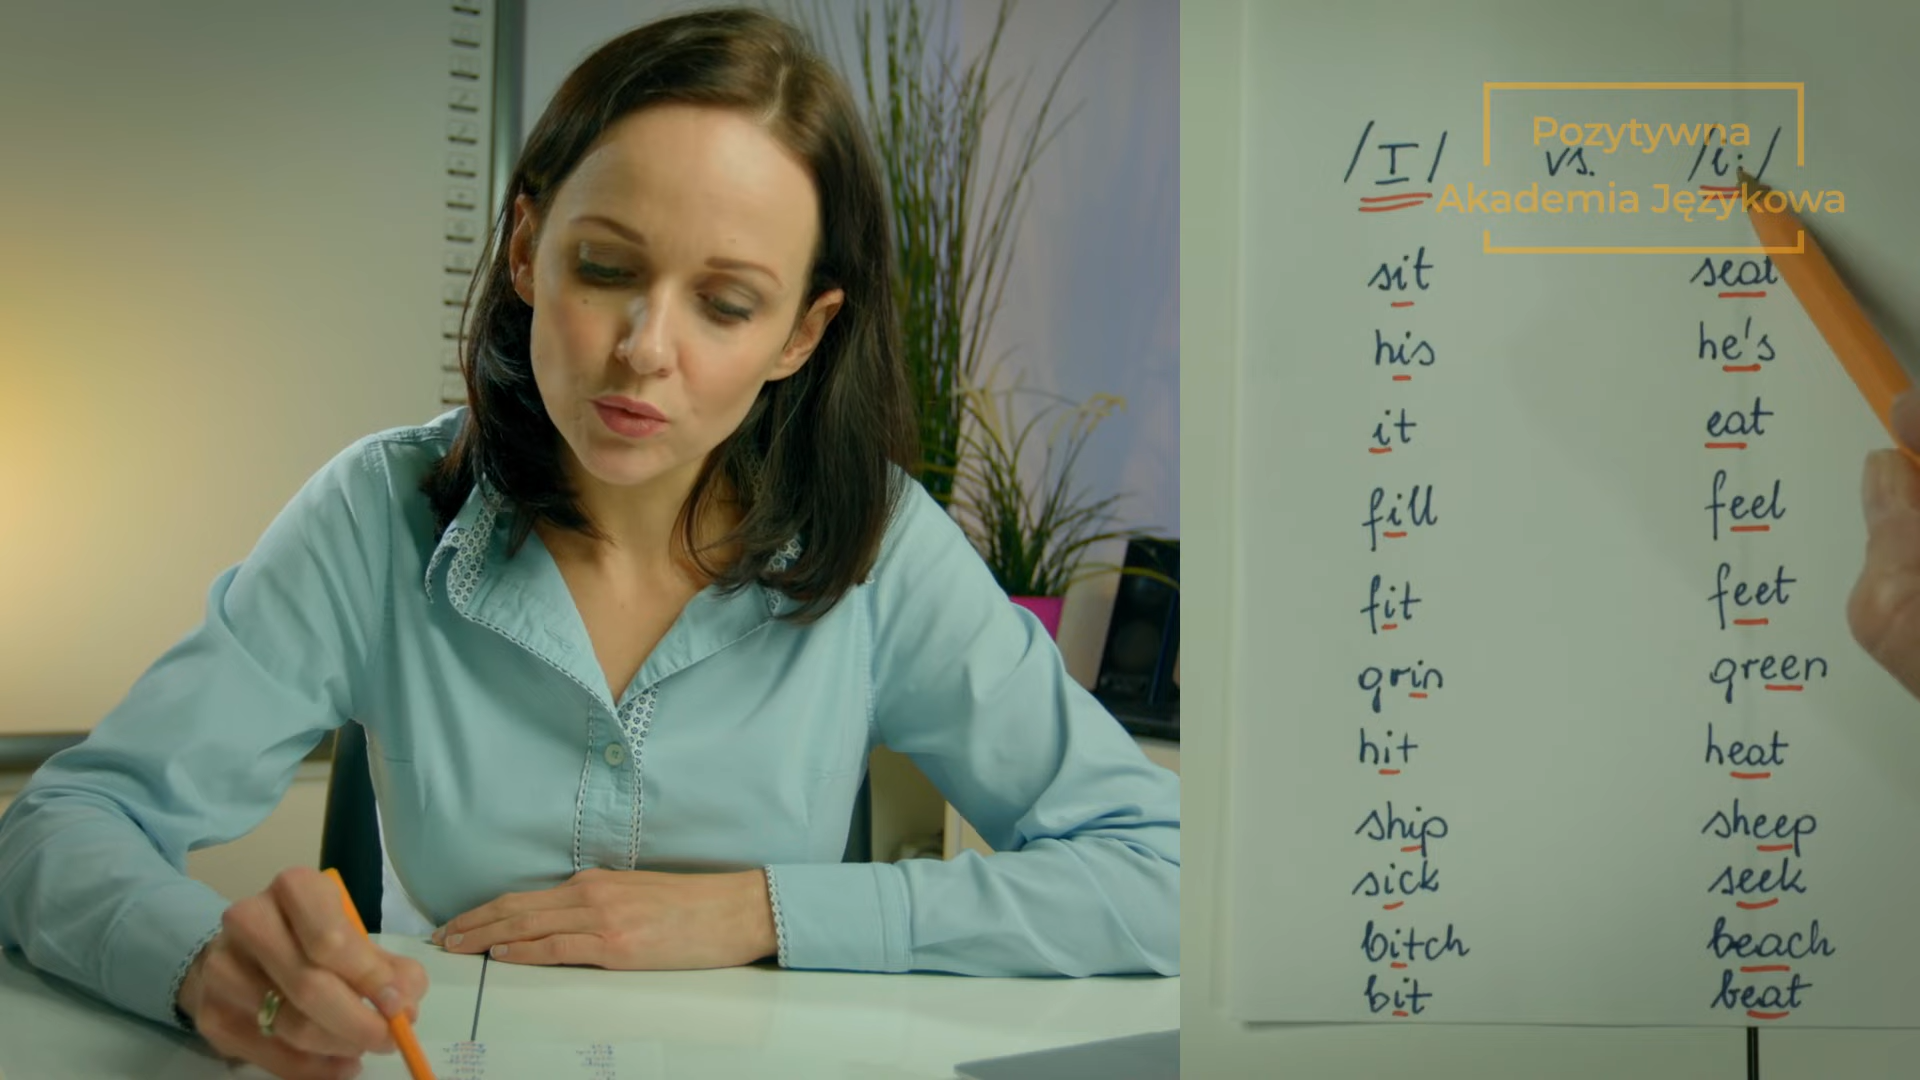 Pozytywna
Akademia Językowa
/I/ vs. /i:/
sit seat
his he's
it eat
fill feel
fit feet
grin green
hit heat
ship sheep
sick seek
bitch beach
bit beat